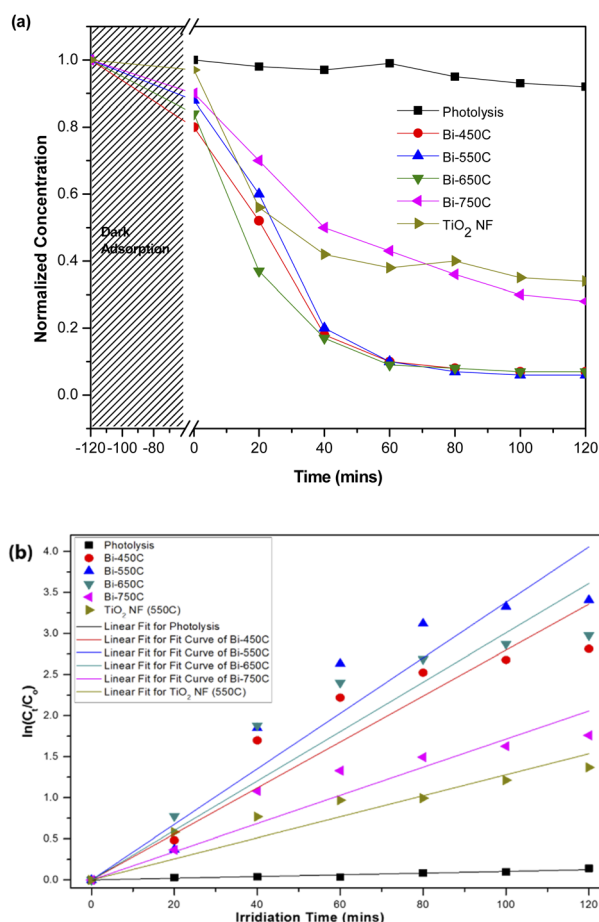 (a)
Normalized Concentration
1.0
0.8
0.6
0.4
0.2
0.0
Dark
Adsorption
Photolysis
Bi-450C
Bi-550C
Bi-650C
Bi-750C
TiO2 NF
-120 -100 -80 0 20 40 60 80 100 120
Time (mins)
(b)
ln(Ct/Co)
4.0
3.5
3.0
2.5
2.0
1.5
1.0
0.5
0.0
Photolysis
Bi-450C
Bi-550C
Bi-650C
Bi-750C
TiO2 NF (550C)
Linear Fit for Photolysis
Linear Fit for Fit Curve of Bi-450C
Linear Fit for Fit Curve of Bi-550C
Linear Fit for Fit Curve of Bi-650C
Linear Fit for Fit Curve of Bi-750C
Linear Fit for TiO2 NF (550C)
0 20 40 60 80 100 120
Irridiation Time (mins)